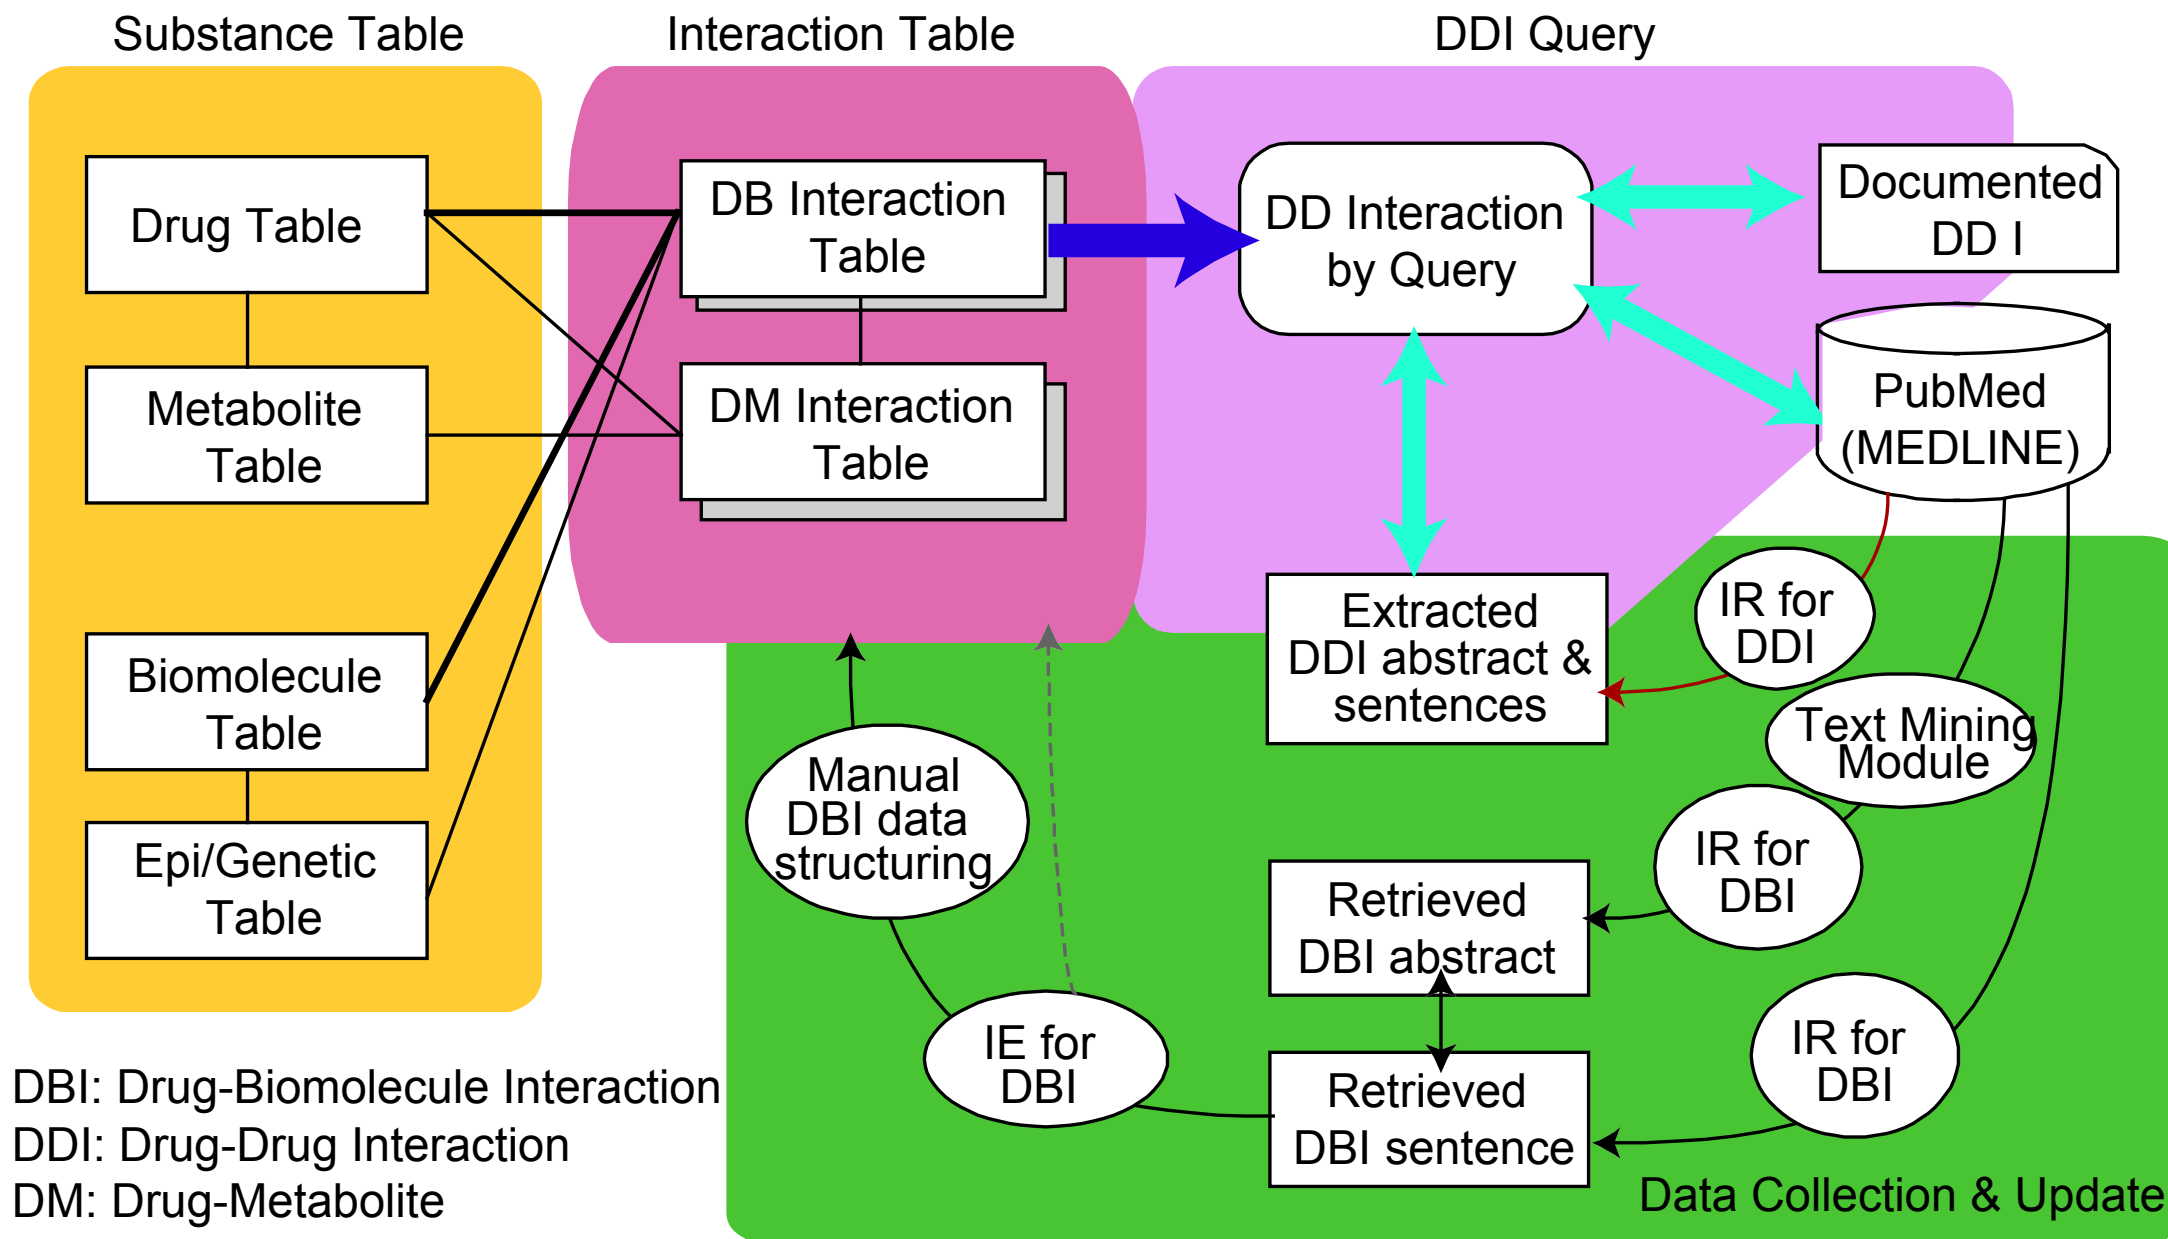 Substance Table
Interaction Table
DDI Query
Drug Table
Metabolite
Table
Biomolecule
Table
Epi/Genetic
Table
DB Interaction
Table
DM Interaction
Table
DD Interaction
by Query
Documented
DD I
PubMed
(MEDLINE)
Extracted
DDI abstract &
sentences
IR for
DDI
Text Mining
Module
IR for
DBI
Manual
DBI data
structuring
Retrieved
DBI abstract
IE for
DBI
Retrieved
DBI sentence
IR for
DBI
Data Collection & Update
DBI: Drug-Biomolecule Interaction
DDI: Drug-Drug Interaction
DM: Drug-Metabolite